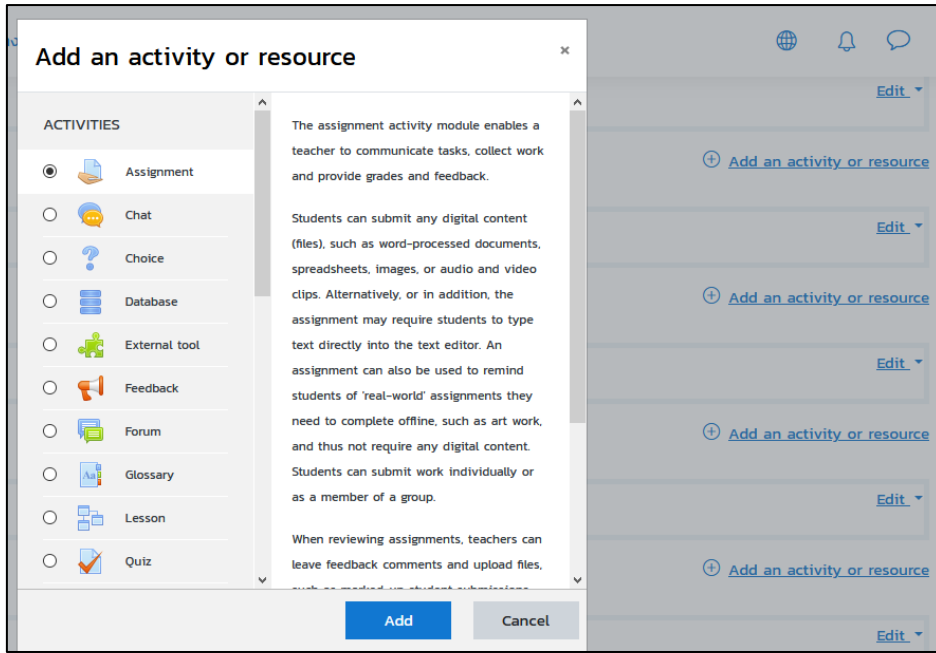 Add an activity or resource
×
Edit
ACTIVITIES
Assignment
Chat
Choice
Database
External tool
Feedback
Forum
Aa
Glossary
Lesson
Quiz
The assignment activity module enables a
teacher to communicate tasks, collect work
and provide grades and feedback.
Students can submit any digital content
(files), such as word-processed documents,
spreadsheets, images, or audio and video
clips. Alternatively, or in addition, the
assignment may require students to type
text directly into the text editor. An
assignment can also be used to remind
students of 'real-world' assignments they
need to complete offline, such as art work,
and thus not require any digital content.
Students can submit work individually or
as a member of a group.
When reviewing assignments, teachers can
leave feedback comments and upload files,
such as marked-up student submissions
Add
Cancel
Add an activity or resource
Edit
Add an activity or resource
Edit
Add an activity or resource
Edit
Add an activity or resource
Edit